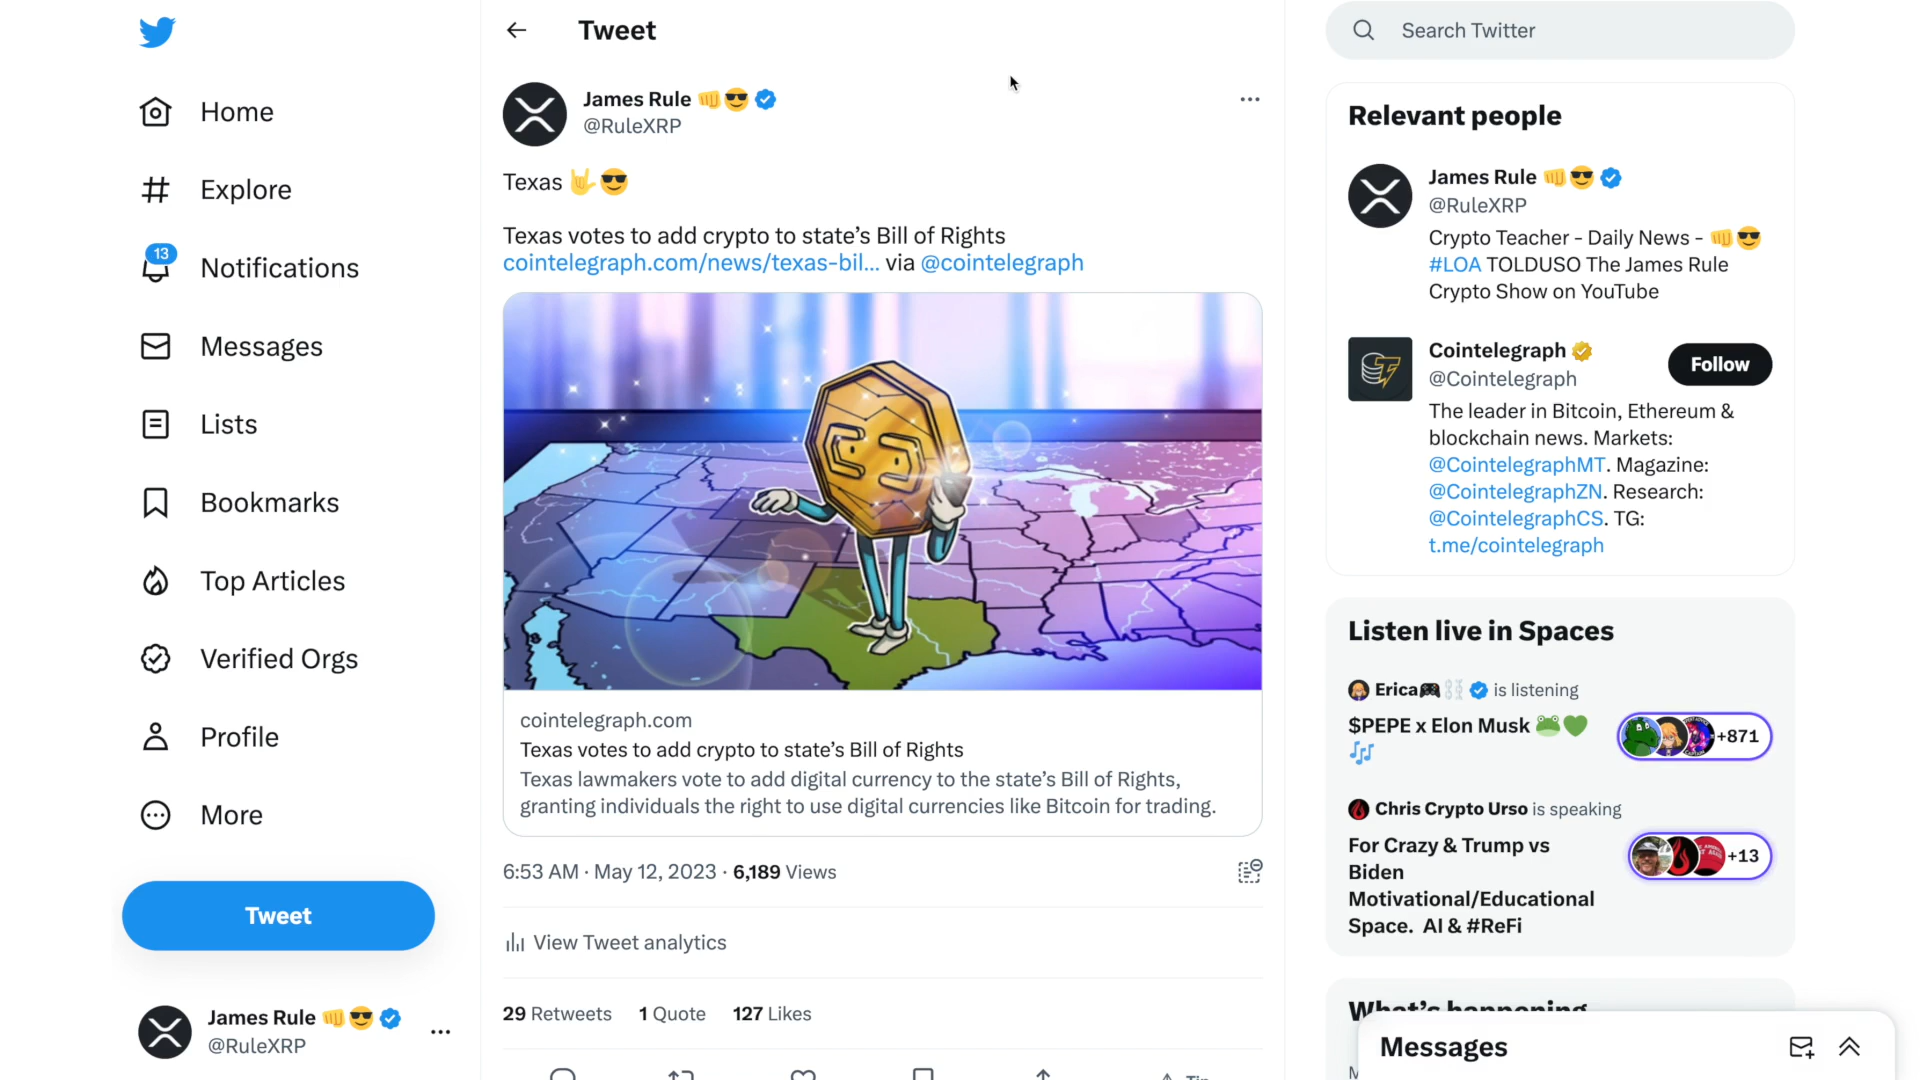 Home
Explore
13
Notifications
Messages
Lists
Bookmarks
Top Articles
Verified Orgs
Profile
More
Tweet
James Rule 👊😎
@RuleXRP
Tweet
James Rule 👊😎
@RuleXRP
Texas 🤟😎
Texas votes to add crypto to state’s Bill of Rights
cointelegraph.com/news/texas-bil... via @cointelegraph
cointelegraph.com
Texas votes to add crypto to state’s Bill of Rights
Texas lawmakers vote to add digital currency to the state’s Bill of Rights,
granting individuals the right to use digital currencies like Bitcoin for trading.
6:53 AM · May 12, 2023 · 6,189 Views
View Tweet analytics
29 Retweets 1 Quote 127 Likes
Search Twitter
Relevant people
James Rule 👊😎
@RuleXRP
Crypto Teacher - Daily News - 👊😎
#LOA TOLDUSO The James Rule
Crypto Show on YouTube
Cointelegraph
@Cointelegraph
Follow
The leader in Bitcoin, Ethereum &
blockchain news. Markets:
@CointelegraphMT. Magazine:
@CointelegraphZN. Research:
@CointelegraphCS. TG:
t.me/cointelegraph
Listen live in Spaces
Erica🎮⛓ is listening
$PEPE x Elon Musk 🐸💚
🎶
+871
Chris Crypto Urso is speaking
For Crazy & Trump vs
Biden
Motivational/Educational
Space. AI & #ReFi
+13
What’s happening
Messages